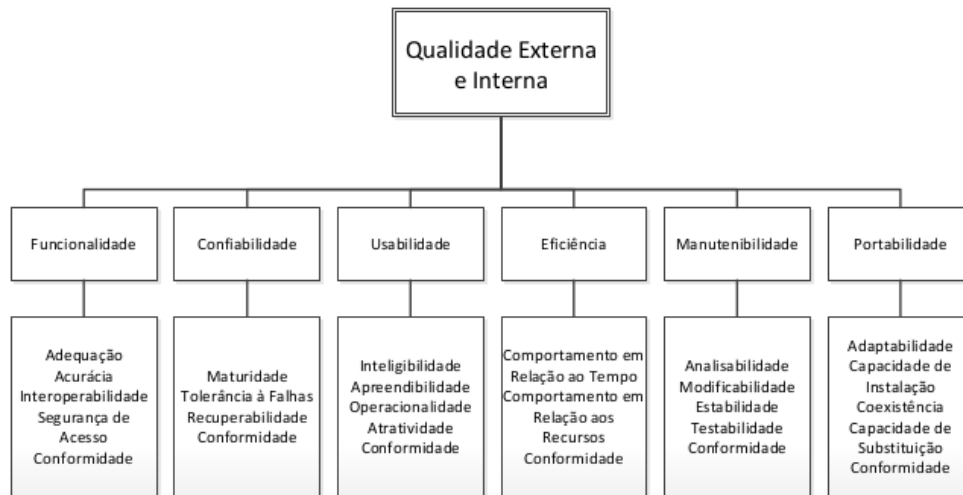 Qualidade Externa
e Interna
Funcionalidade
Confiabilidade
Usabilidade
Eficiência
Manutenibilidade
Portabilidade
Adequação
Acurácia
Interoperabilidade
Segurança de
Acesso
Conformidade
Maturidade
Tolerância à Falhas
Recuperabilidade
Conformidade
Inteligibilidade
Apreendibilidade
Operacionalidade
Atratividade
Conformidade
Comportamento em
Relação ao Tempo
Comportamento em
Relação aos
Recursos
Conformidade
Analisabilidade
Modificabilidade
Estabilidade
Testabilidade
Conformidade
Adaptabilidade
Capacidade de
Instalação
Coexistência
Capacidade de
Substituição
Conformidade